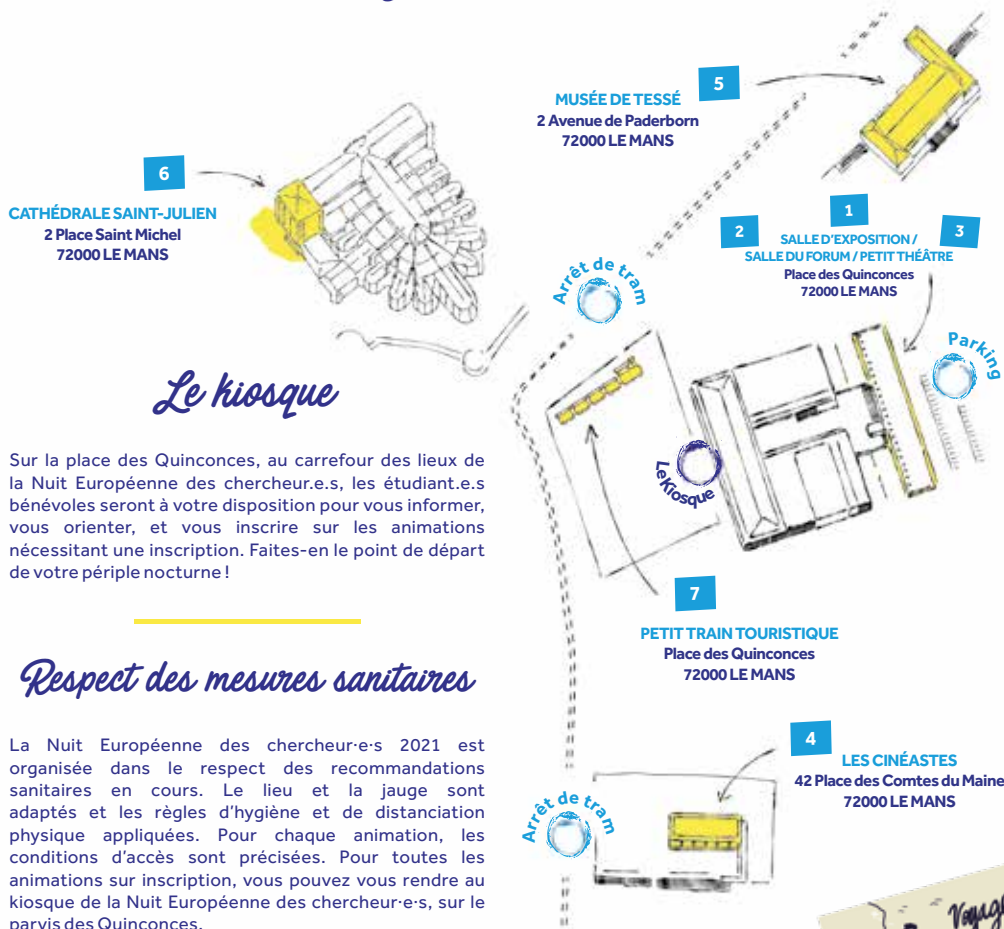 5
MUSÉE DE TESSÉ
2 Avenue de Paderborn
72000 LE MANS
6
CATHÉDRALE SAINT-JULIEN
2 Place Saint Michel
72000 LE MANS
1
2
3
SALLE D'EXPOSITION /
SALLE DU FORUM / PETIT THÉÂTRE
Place des Quinconces
72000 LE MANS
Arrêt de tram
Parking
Le Kiosque
Le kiosque
Sur la place des Quinconces, au carrefour des lieux de
la Nuit Européenne des chercheur.e.s, les étudiant.e.s
bénévoles seront à votre disposition pour vous informer,
vous orienter, et vous inscrire sur les animations
nécessitant une inscription. Faites-en le point de départ
de votre périple nocturne !
7
PETIT TRAIN TOURISTIQUE
Place des Quinconces
72000 LE MANS
Respect des mesures sanitaires
La Nuit Européenne des chercheur·e·s 2021 est
organisée dans le respect des recommandations
sanitaires en cours. Le lieu et la jauge sont
adaptés et les règles d'hygiène et de distanciation
physique appliquées. Pour chaque animation, les
conditions d'accès sont précisées. Pour toutes les
animations sur inscription, vous pouvez vous rendre au
kiosque de la Nuit Européenne des chercheur·e·s, sur le
parvis des Quinconces.
4
LES CINÉASTES
42 Place des Comtes du Maine
72000 LE MANS
Arrêt de tram